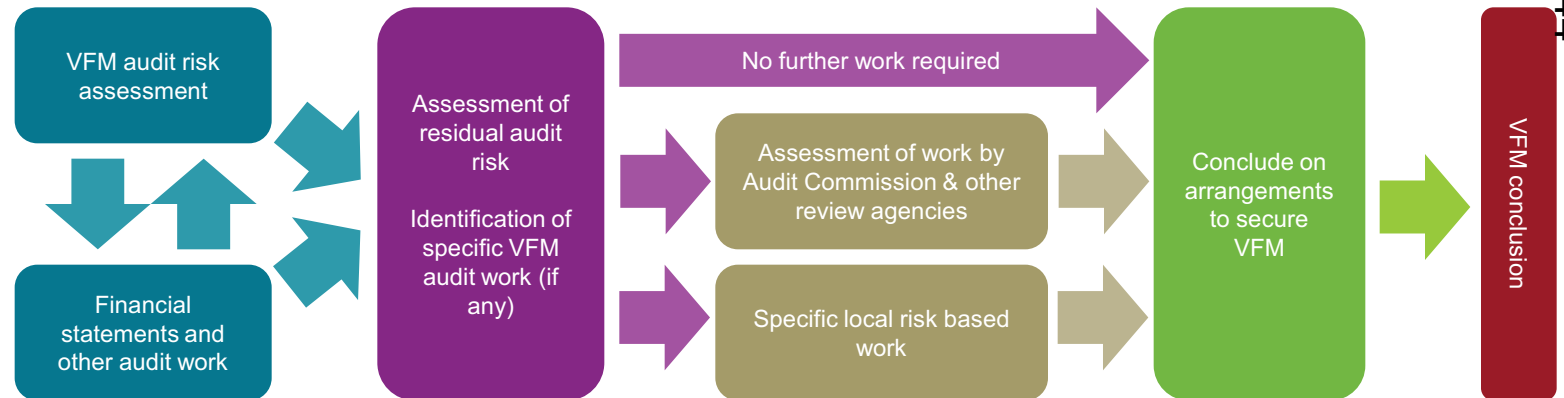 VFM audit risk
assessment
Financial
statements and
other audit work
Assessment of
residual audit
risk
Identification of
specific VFM
audit work (if
any)
No further work required
Assessment of work by
Audit Commission & other
review agencies
Specific local risk based
work
Conclude on
arrangements
to secure
VFM
VFM conclusion